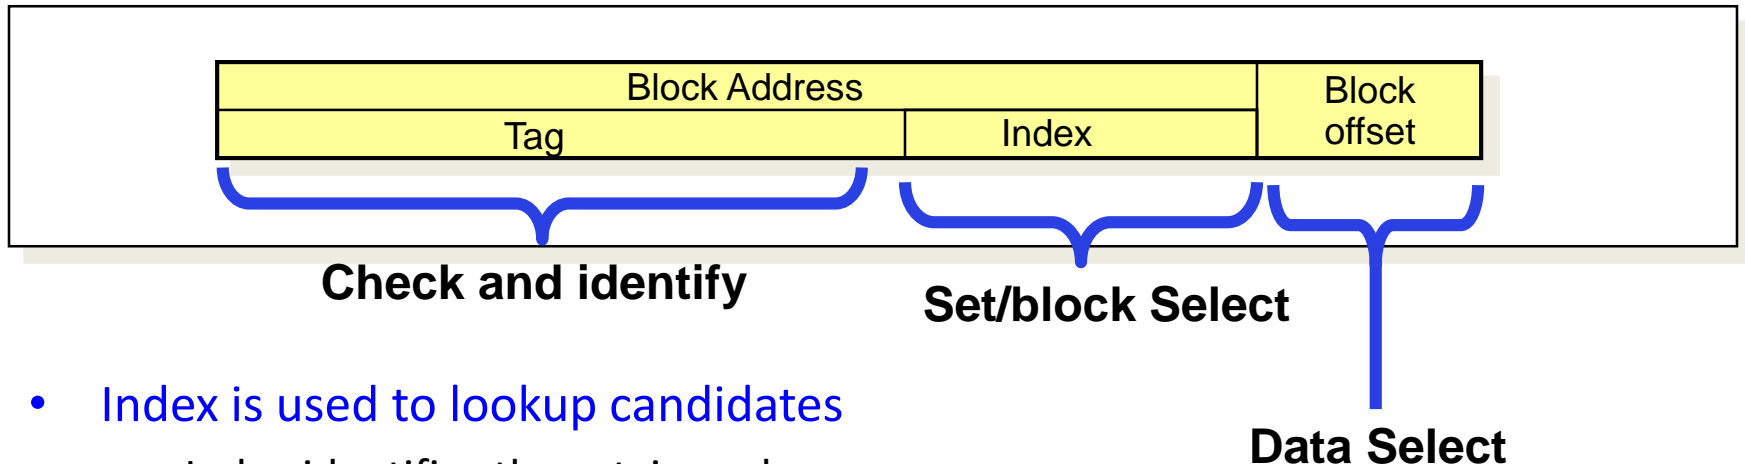 Block Address
Block
offset
Tag
Index
Check and identify
Set/block Select
• Index is used to lookup candidates
Data Select